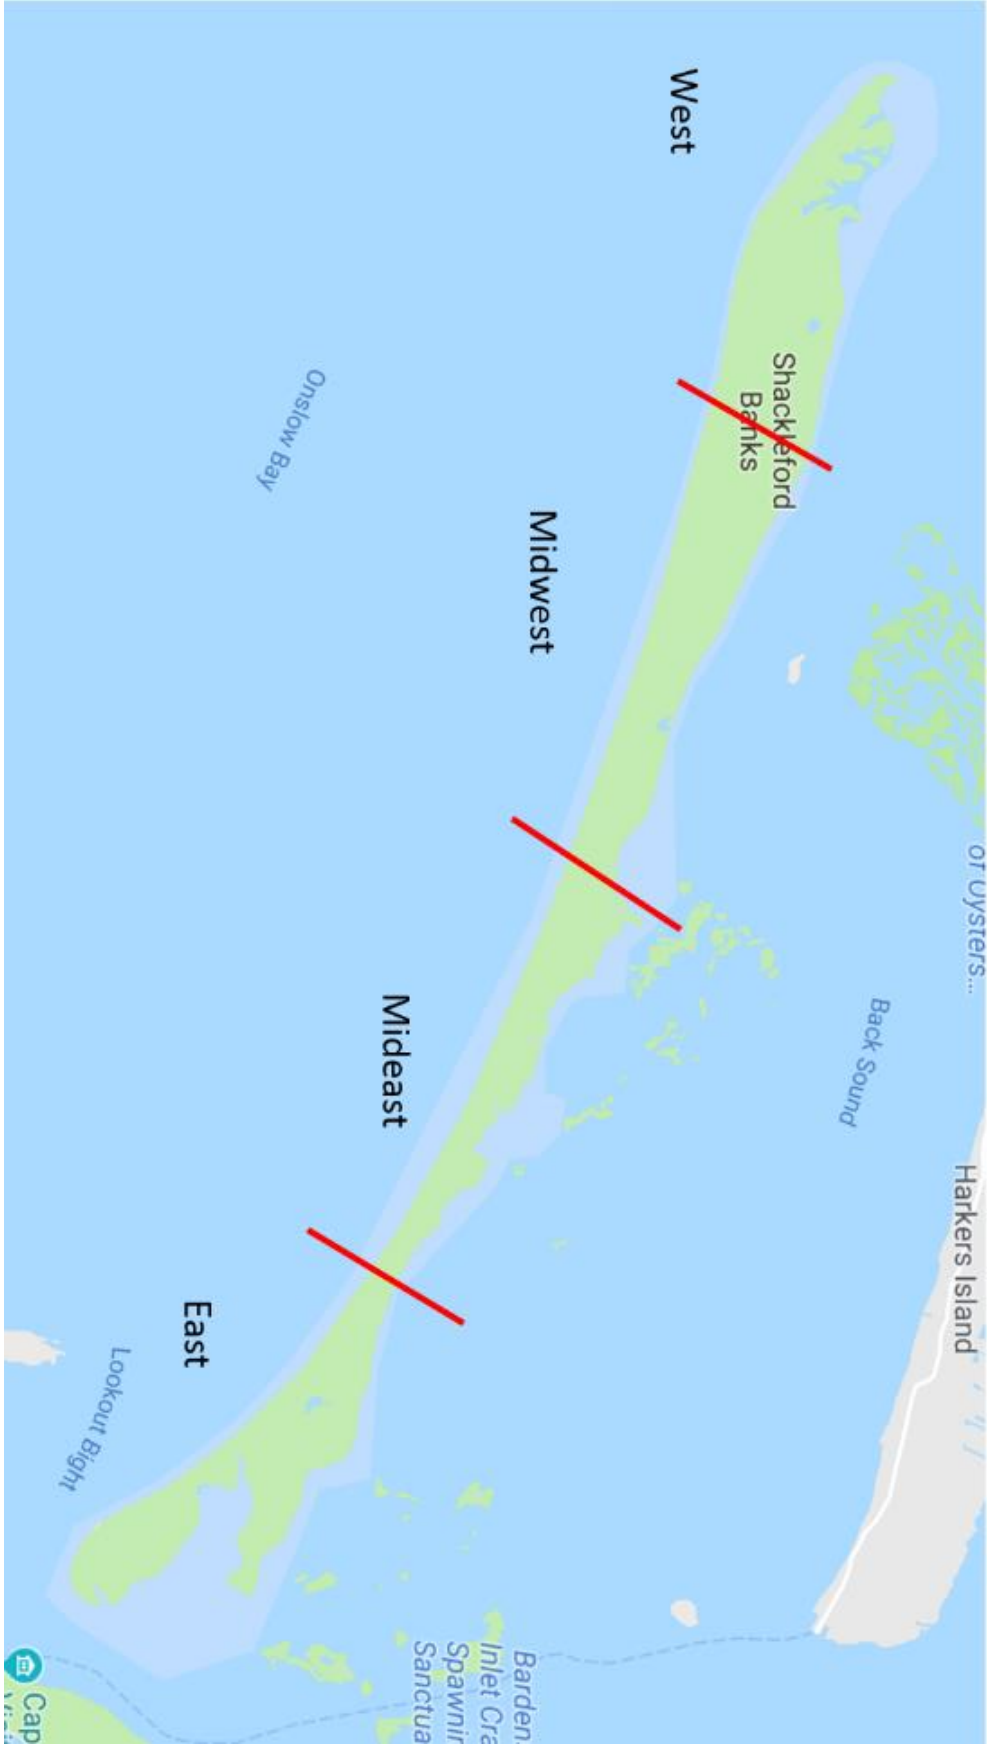 West
Shackleford
Banks
Onslow Bay
Midwest
of Oysters...
Back Sound
Mideast
Harkers Island
East
Lookout Bight
Barden
Inlet Cra
Spawnin
Sanctua
Cap